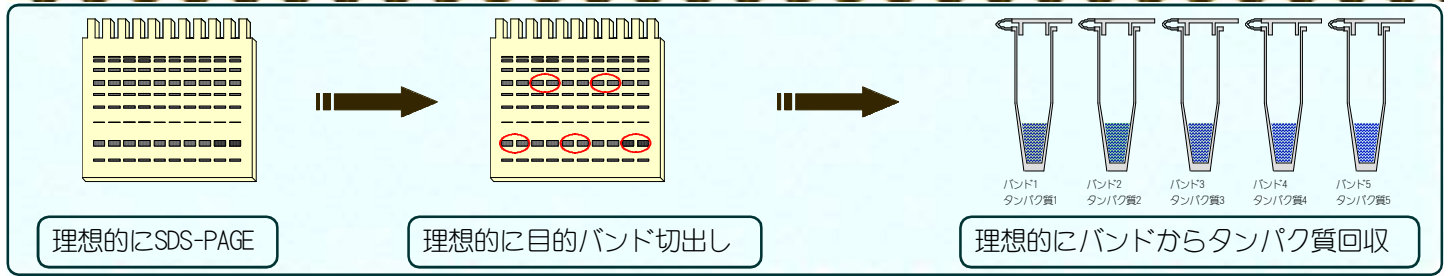 バンド1
タンパク質1
バンド2
タンパク質2
バンド3
タンパク質3
バンド4
タンパク質4
バンド5
タンパク質5
理想的にSDS-PAGE
理想的に目的バンド切出し
理想的にバンドからタンパク質回収